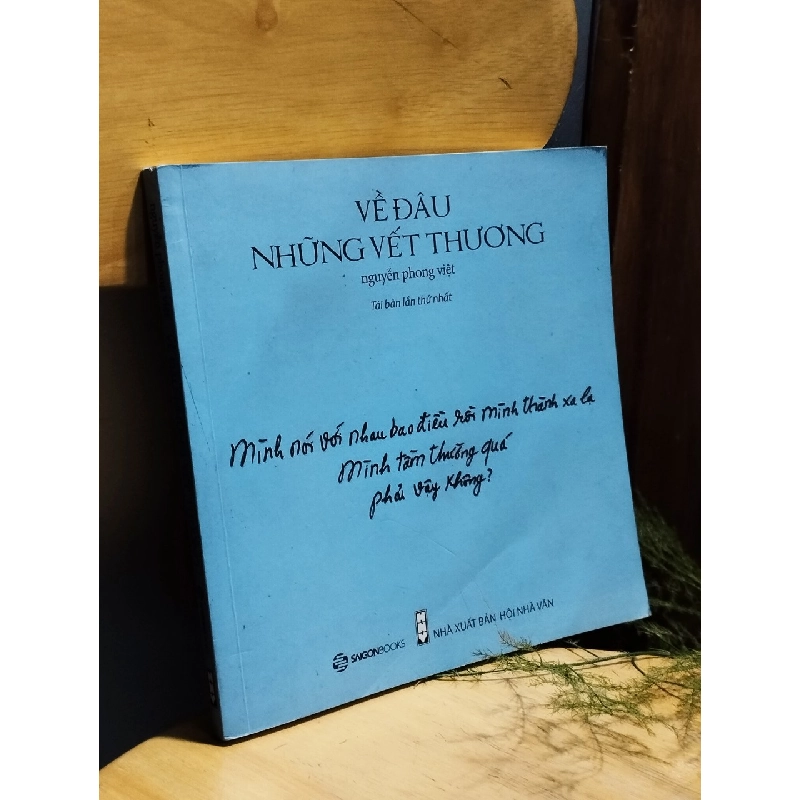 VỀ ĐÂU
NHỮNG VẾT THƯƠNG
nguyễn phong việt
Tái bản lần thứ nhất
Mình nói với nhau bao điều rồi mình thành xa lạ
Mình tầm thường quá
phải vậy không?
SAIGONBOOKS
NHÀ XUẤT BẢN HỘI NHÀ VĂN